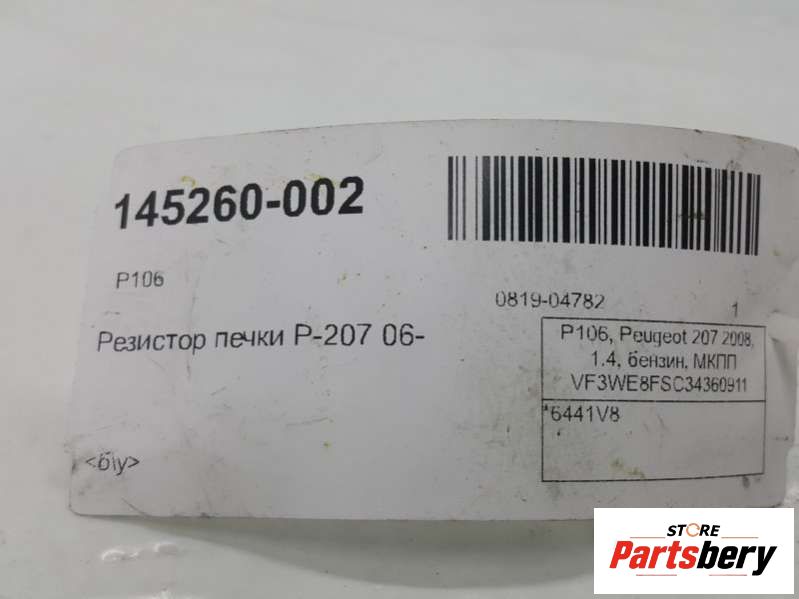 145260-002
P106
0819-04782 1
Резистор печки P-207 06-
P106, Peugeot 207 2008,
1.4, бензин, МКПП
VF3WE8FSC34360911
*6441V8
<б\у>
STORE
Partsbery